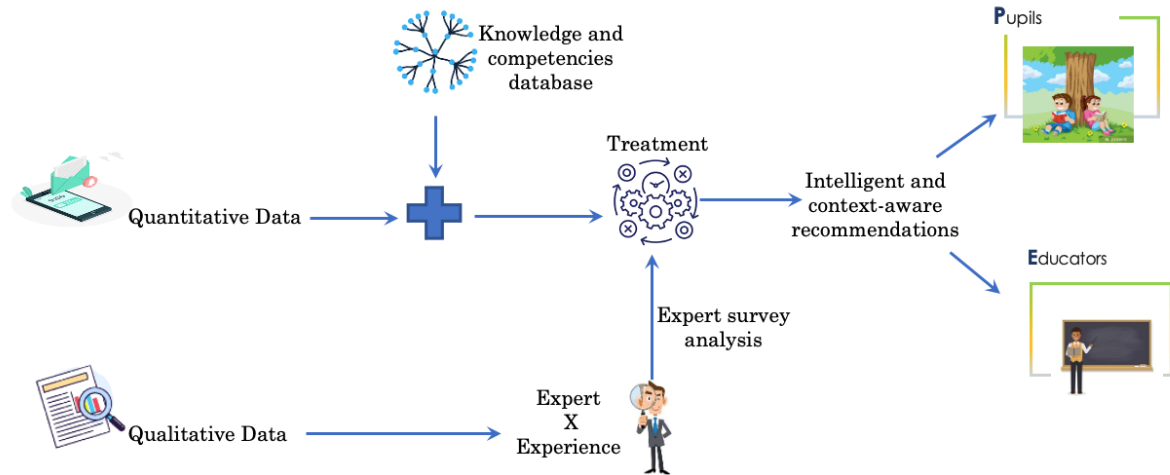 Pupils
Knowledge and
competencies
database
Treatment
Intelligent and
context-aware
recommendations
Quantitative Data
Educators
Expert survey
analysis
Expert
X
Experience
Qualitative Data